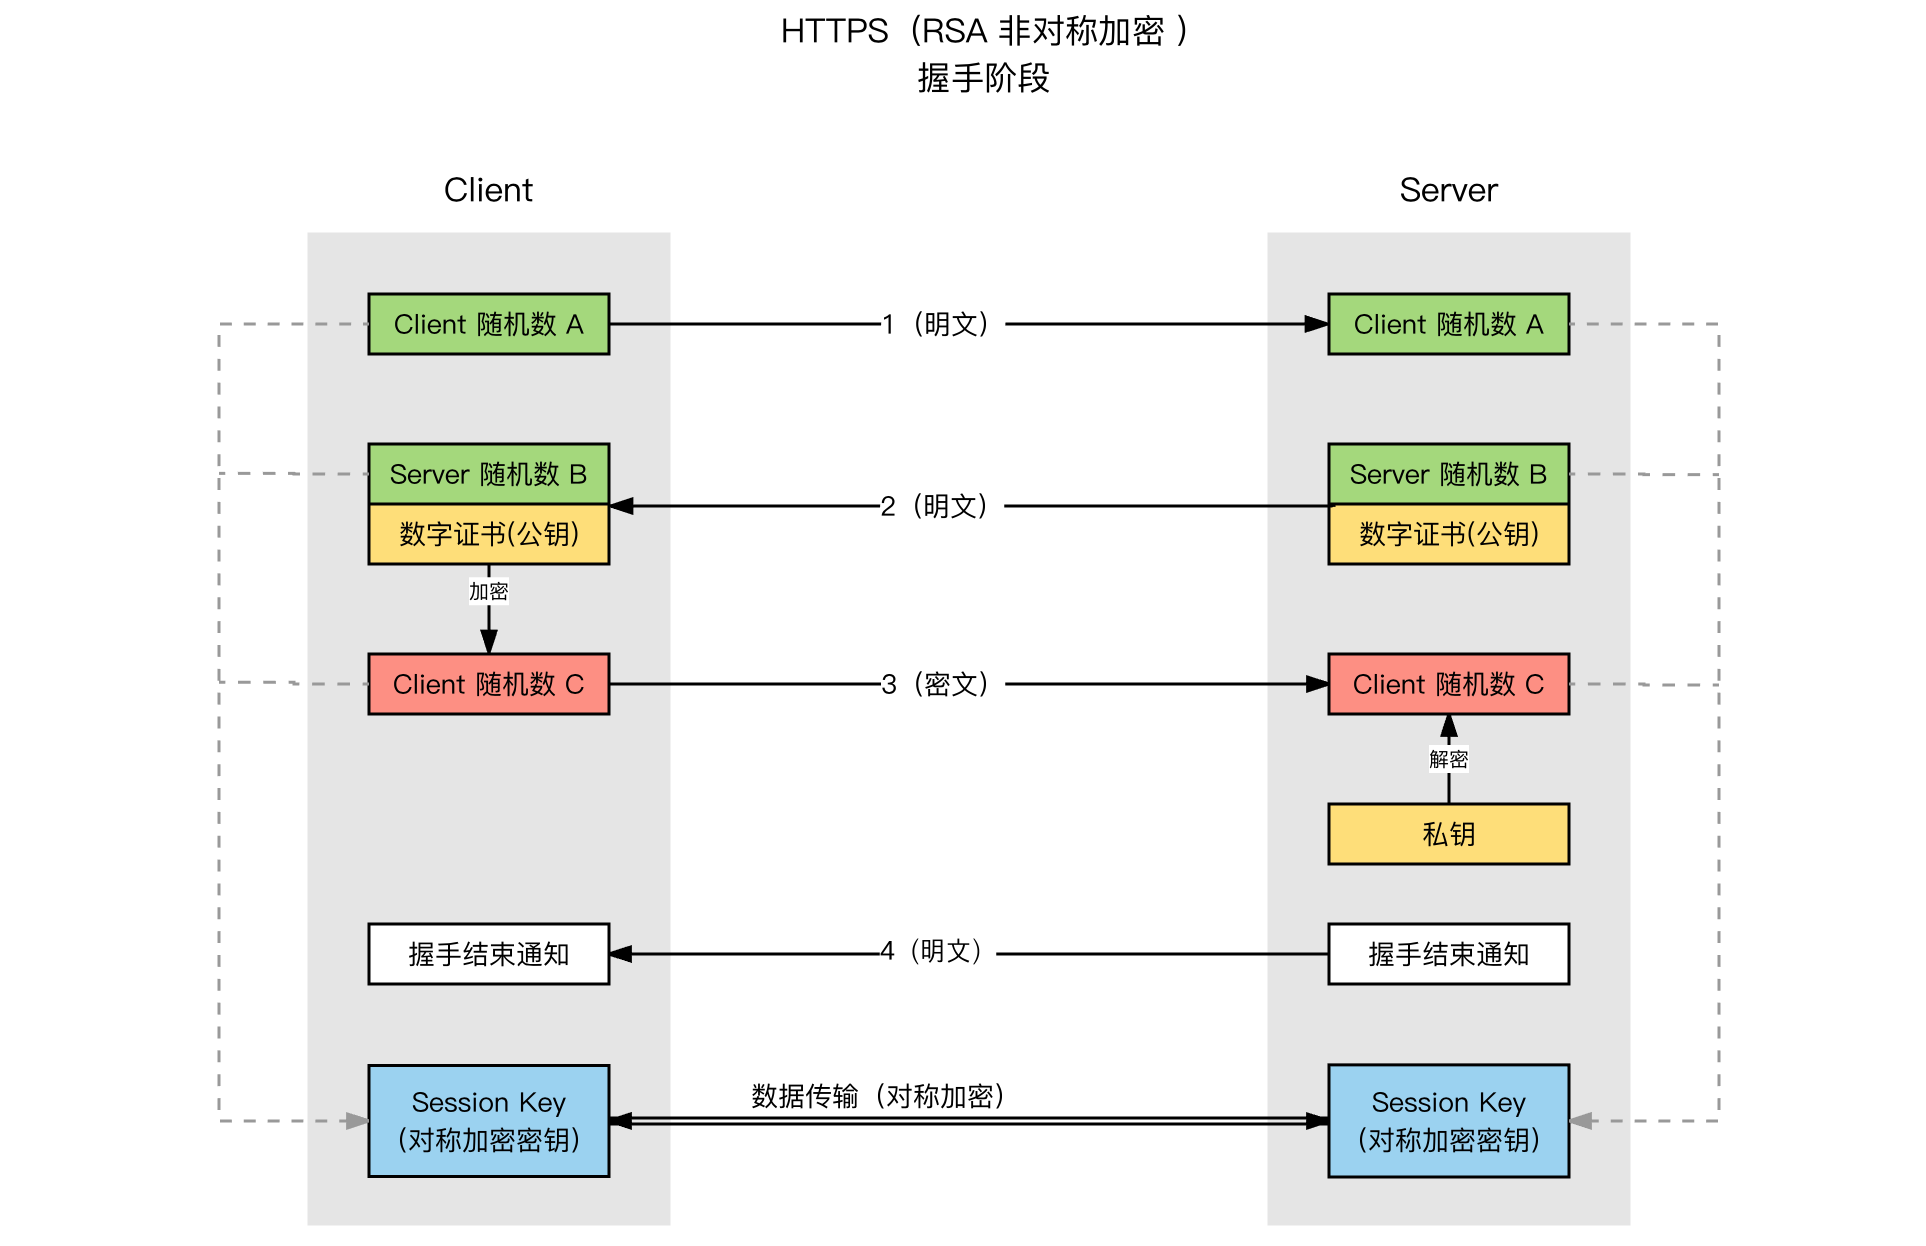 HTTPS（RSA 非对称加密 ）
握手阶段
Client
Server
Client 随机数 A
1（明文）
Client 随机数 A
Server 随机数 B
Server 随机数 B
数字证书(公钥)
2（明文）
数字证书(公钥)
加密
Client 随机数 C
3（密文）
Client 随机数 C
解密
私钥
握手结束通知
4（明文）
握手结束通知
数据传输（对称加密）
Session Key
(对称加密密钥)
Session Key
(对称加密密钥)